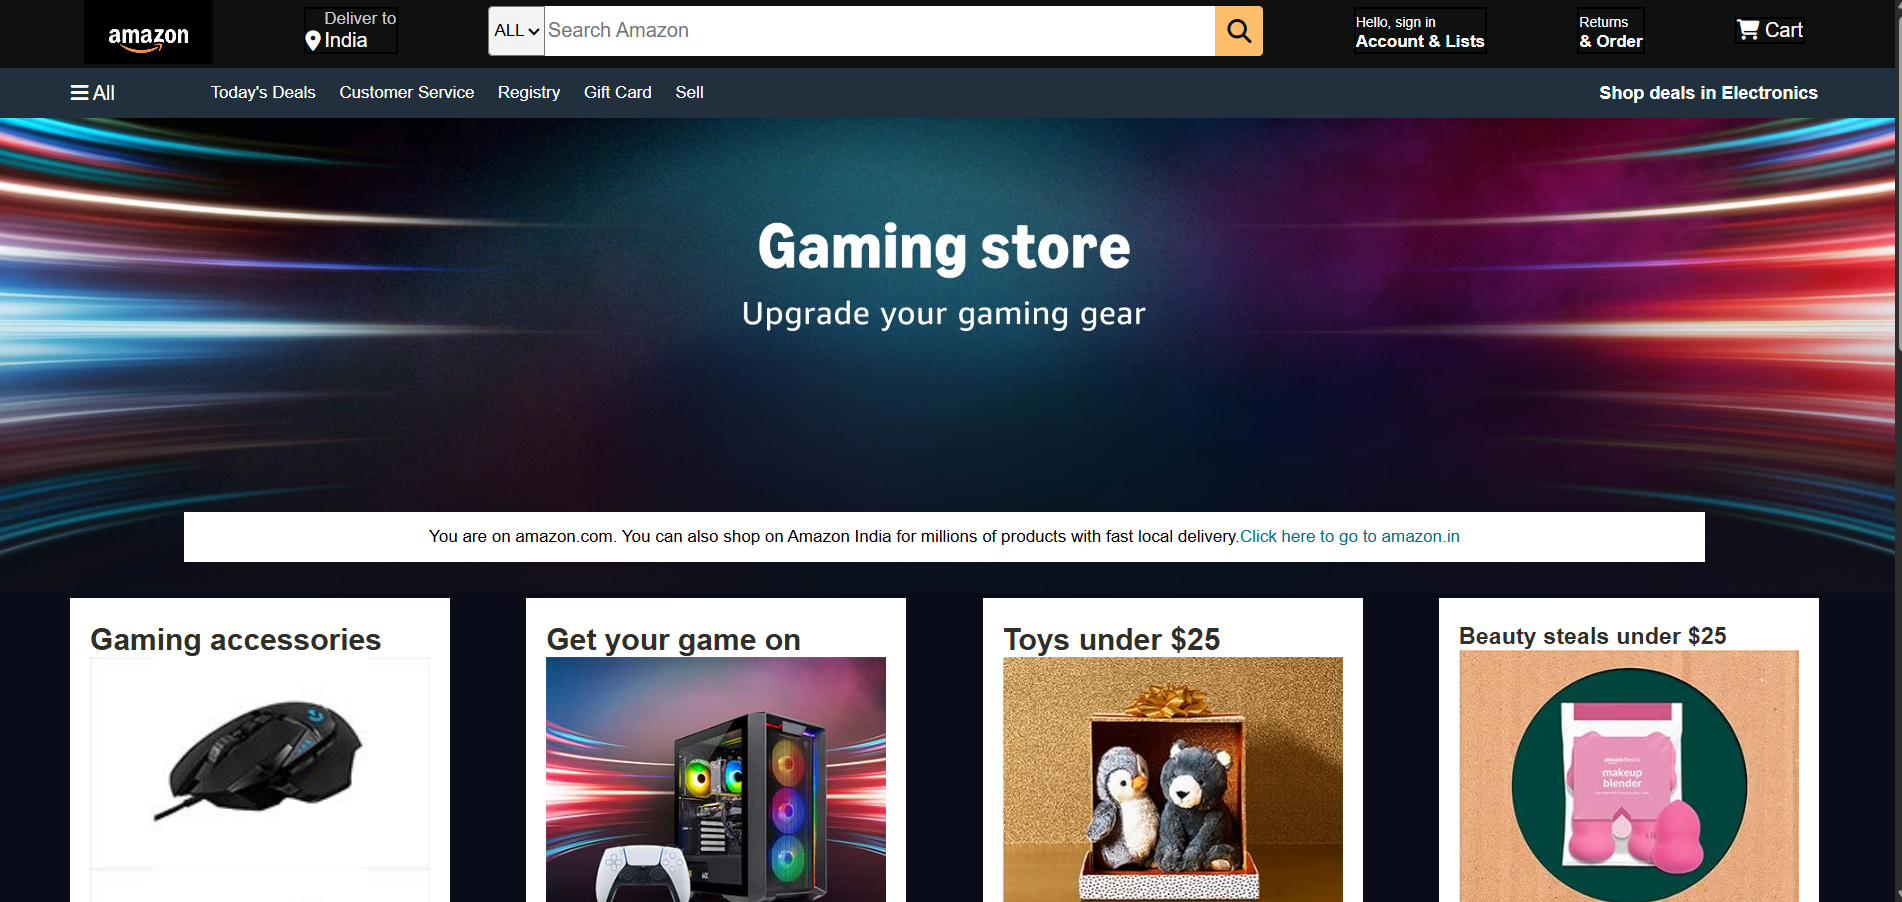 amazon
Deliver to
India
ALL
Search Amazon
Hello, sign in
Account & Lists
Returns
& Order
Cart
All
Today's Deals
Customer Service
Registry
Gift Card
Sell
Shop deals in Electronics
Gaming store
Upgrade your gaming gear
You are on amazon.com. You can also shop on Amazon India for millions of products with fast local delivery.Click here to go to amazon.in
Gaming accessories
Get your game on
Toys under $25
Beauty steals under $25
makeup
blender